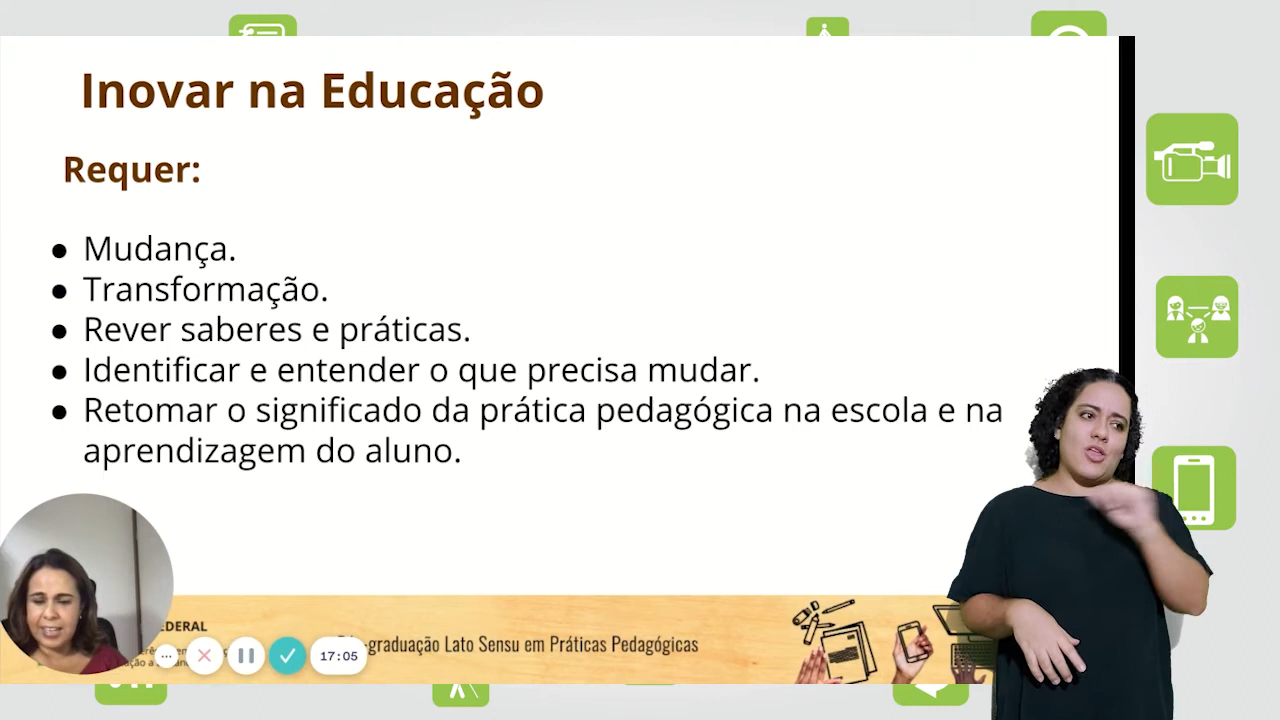 Inovar na Educação
Requer:
● Mudança.
● Transformação.
● Rever saberes e práticas.
● Identificar e entender o que precisa mudar.
● Retomar o significado da prática pedagógica na escola e na
aprendizagem do aluno.
-graduação Lato Sensu em Práticas Pedagógicas
17:05